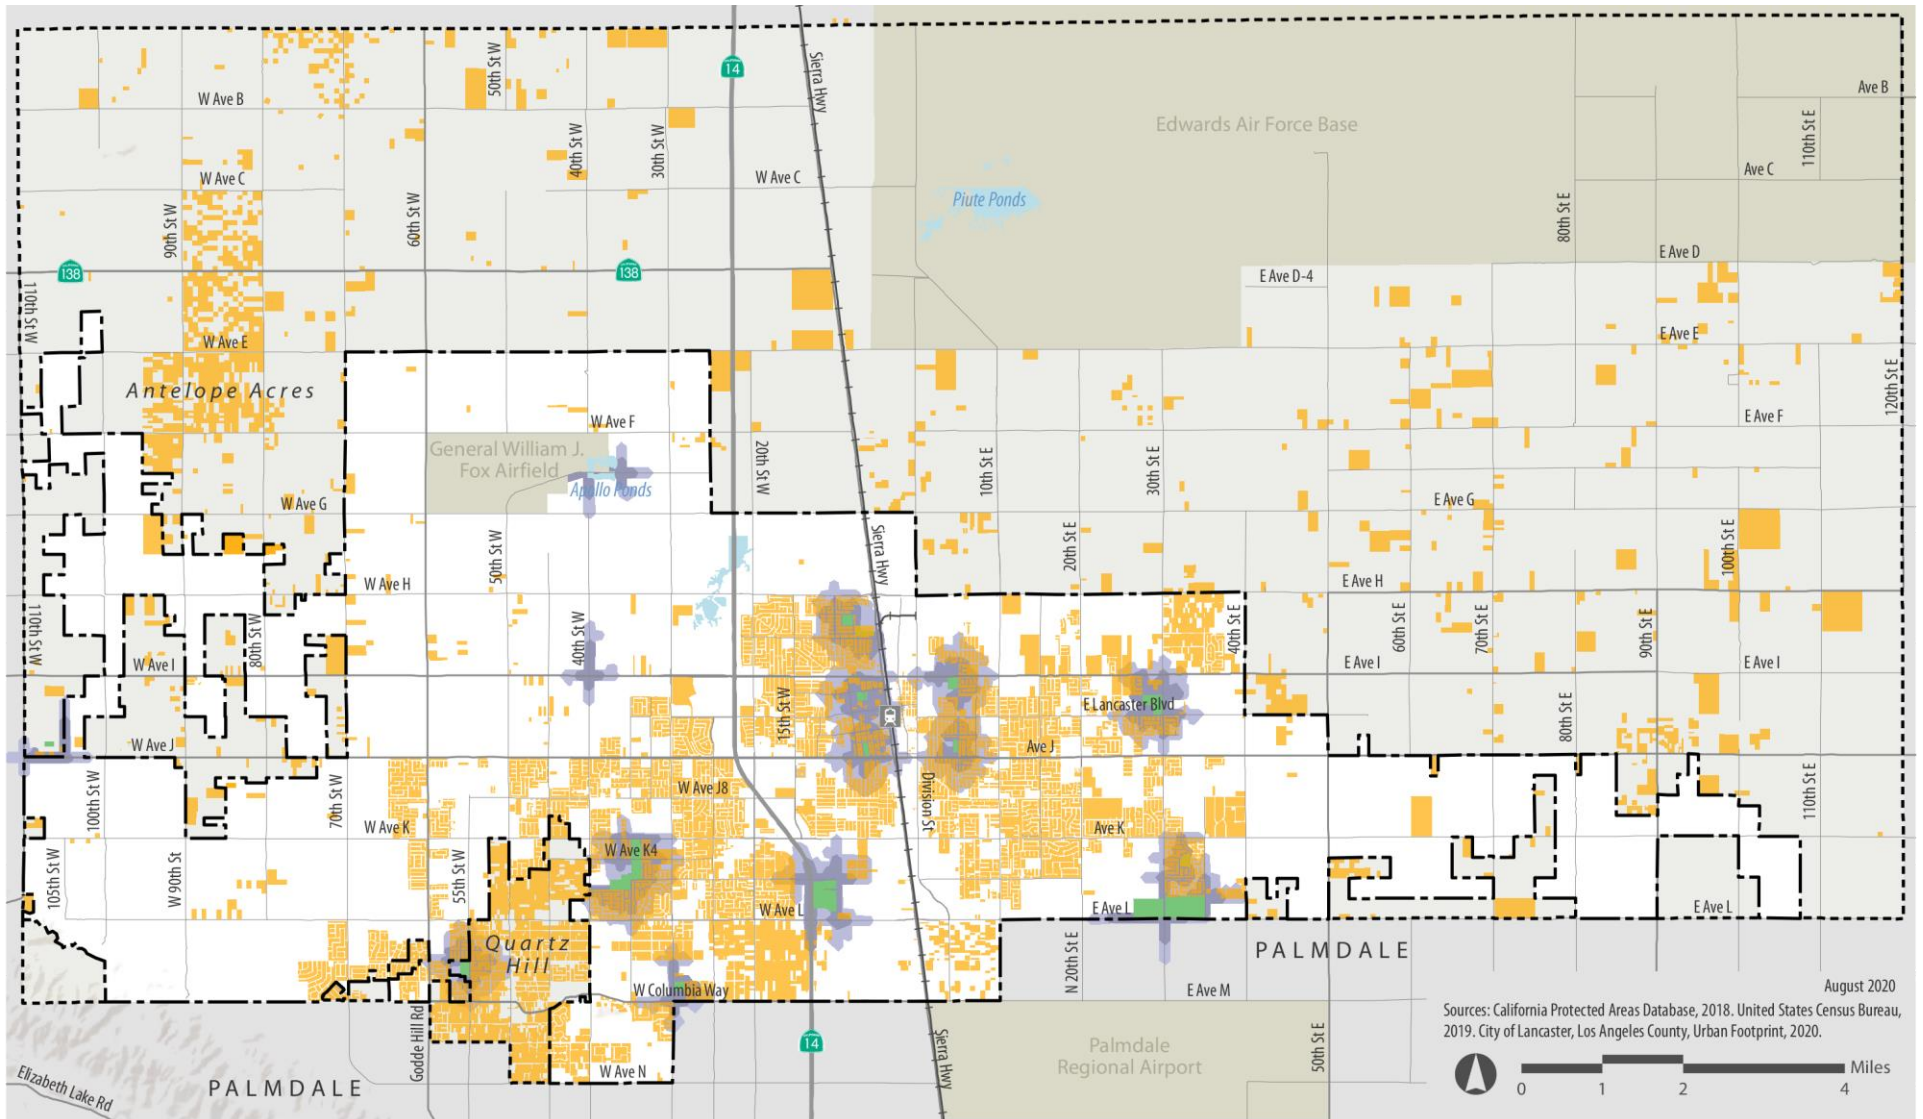 14
Sierra Hwy
50th St W
W Ave B
Ave B
Edwards Air Force Base
40th St W
30th St W
110th St E
W Ave C
W Ave C
Ave C
90th St W
60th St W
Piute Ponds
80th St E
138
138
E Ave D
E Ave D-4
110th St W
W Ave E
E Ave E
Antelope Acres
120th St E
W Ave F
E Ave F
General William J.
Fox Airfield
20th St W
10th St E
30th St E
Apollo Ponds
W Ave G
E Ave G
Sierra Hwy
50th St W
20th St E
100th St E
W Ave H
E Ave H
110th St W
80th St W
40th St W
40th St E
60th St E
70th St E
90th St E
W Ave I
E Ave I
E Ave I
15th St W
E Lancaster Blvd
80th St E
W Ave J
Ave J
100th St W
70th St W
W Ave J8
Division St
110th St E
W Ave K
Ave K
W Ave K4
105th St W
W 90th St
55th St W
W Ave L
E Ave L
E Ave L
Quartz
Hill
N 20th St E
PALMDALE
W Columbia Way
E Ave M
August 2020
Sources: California Protected Areas Database, 2018. United States Census Bureau,
2019. City of Lancaster, Los Angeles County, Urban Footprint, 2020.
Godde Hill Rd
14
Sierra Hwy
50th St E
Palmdale
Regional Airport
W Ave N
Elizabeth Lake Rd
PALMDALE
Miles
0 1 2 4